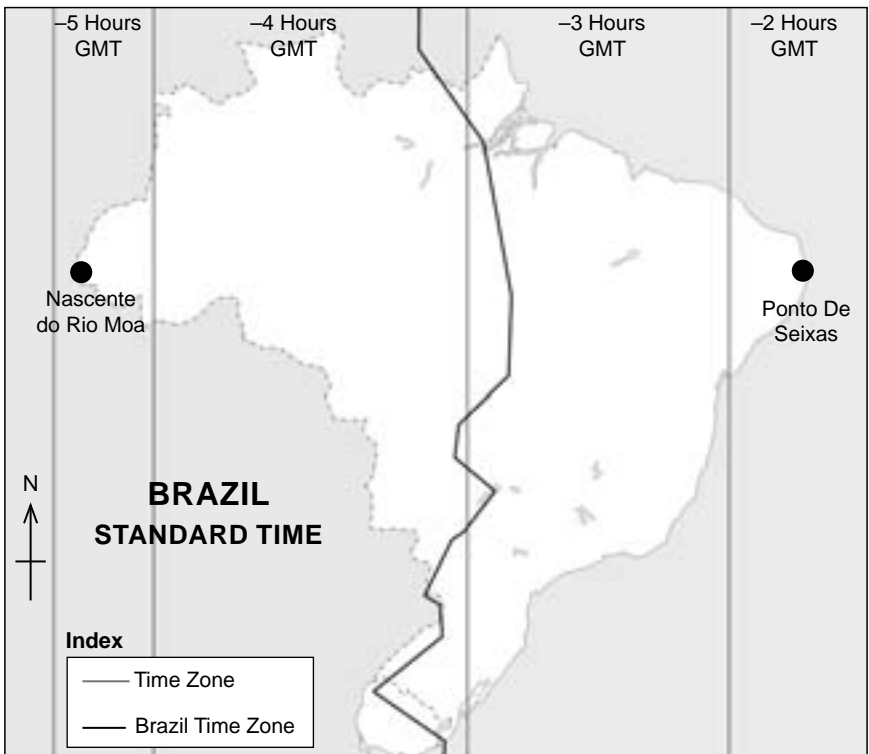 –5 Hours
GMT
–4 Hours
GMT
–3 Hours
GMT
–2 Hours
GMT
Nascente
do Rio Moa
Ponto De
Seixas
N
BRAZIL
STANDARD TIME
Index
Time Zone
Brazil Time Zone